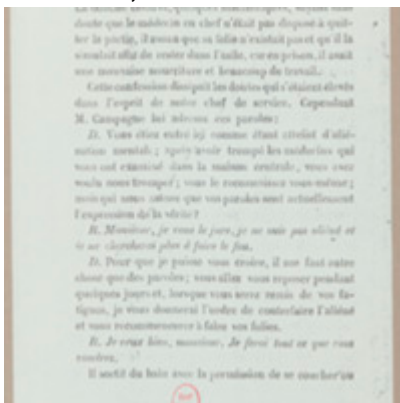 doute que le médecin en chef n'était pas disposé à quit-
ter la partie, il avoua que sa folie n'existait pas et qu'il la
simulait afin de rester dans l'asile, car en prison, il avait
une mauvaise nourriture et beaucoup de travail.
Cette confession dissipa les doutes qui s'étaient élevés
dans l'esprit de notre chef de service. Cependant
M. Campagne lui adressa ces paroles:
D. Vous êtes entré ici comme étant atteint d'alié-
nation mentale; après avoir trompé les médecins qui
vous ont examiné dans la maison centrale, vous avez
voulu nous tromper; vous le reconnaissez vous-même;
mais qui nous assure que vos paroles sont actuellement
l'expression de la vérité?
R. Monsieur, je vous le jure, je ne suis pas aliéné et
je ne chercherai plus à faire le fou.
D. Pour que je puisse vous croire, il me faut autre
chose que des paroles; vous allez vous reposer pendant
quelques jours et, lorsque vous serez remis de vos fa-
tigues, je vous donnerai l'ordre de contrefaire l'aliéné
et vous recommencerez à faire vos folies.
R. Je veux bien, monsieur. Je ferai tout ce que vous
voudrez.
Il sortit du bain avec la permission de se coucher